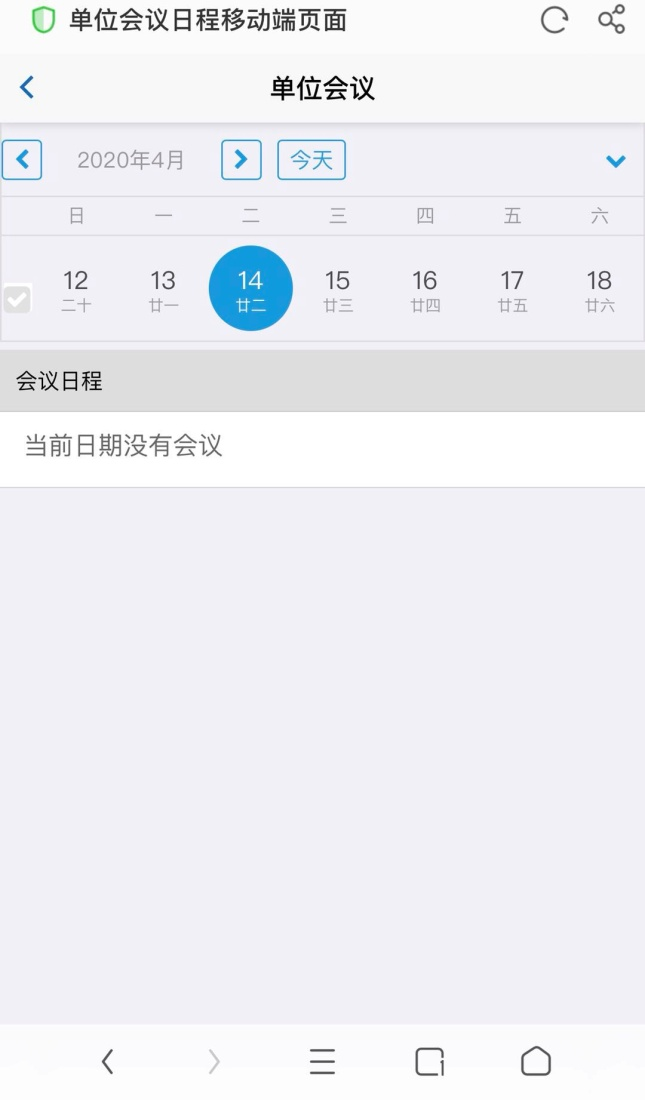 单位会议日程移动端页面
单位会议
2020年4月 今天
日 一 二 三 四 五 六
12 13 14 15 16 17 18
二十 廿一 廿二 廿三 廿四 廿五 廿六
会议日程
当前日期没有会议
1